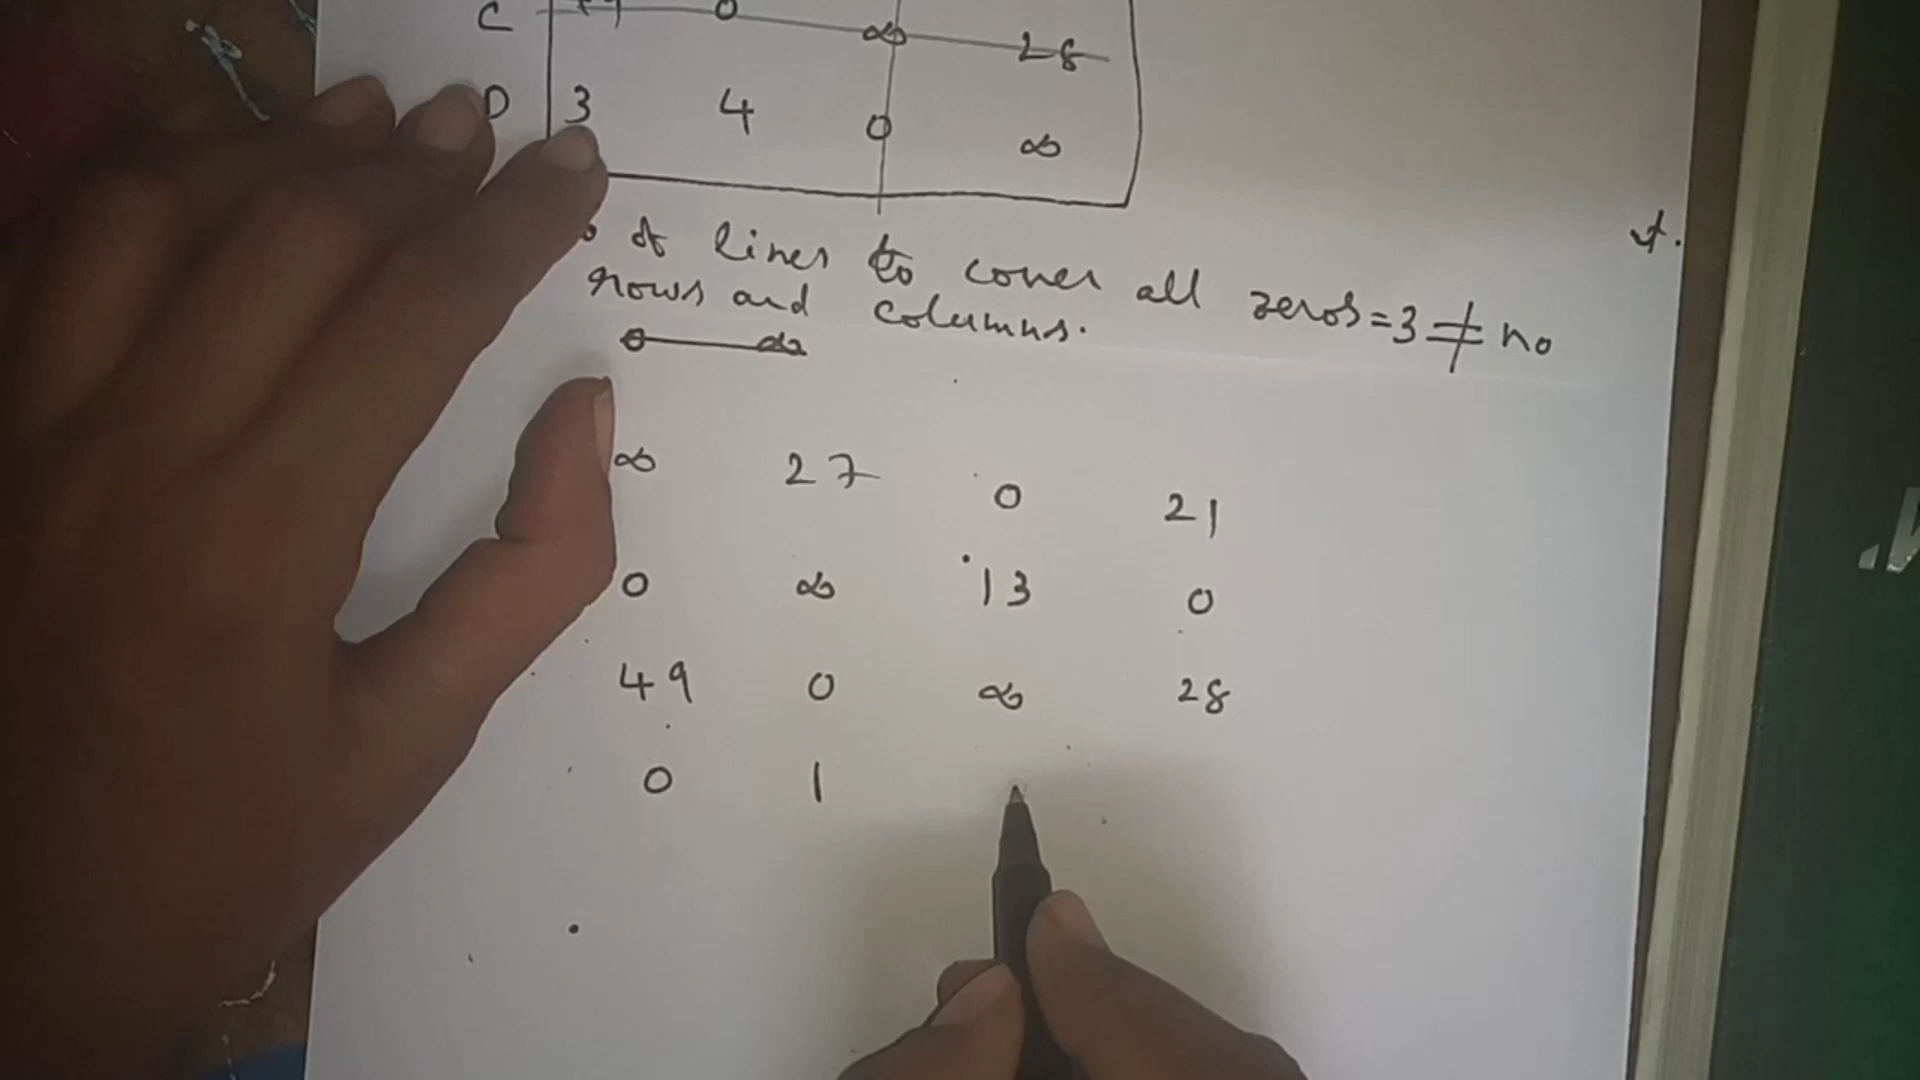 C 49 0 ∞ 28
D 3 4 0 ∞
of lines to cover all zeros = 3 ≠ no
rows and columns.
∞ 27 0 21
0 ∞ 13 0
49 0 ∞ 28
0 1